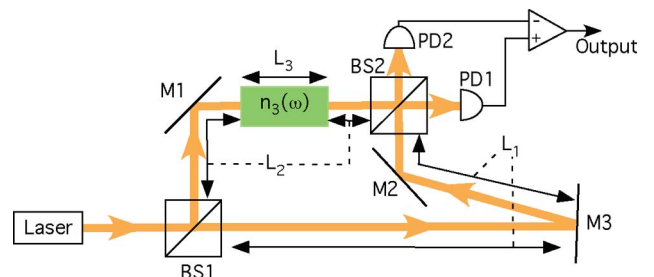 PD2
-
+
Output
L₃
BS2
PD1
M1
n₃(ω)
L₂
L₁
M2
M3
Laser
BS1